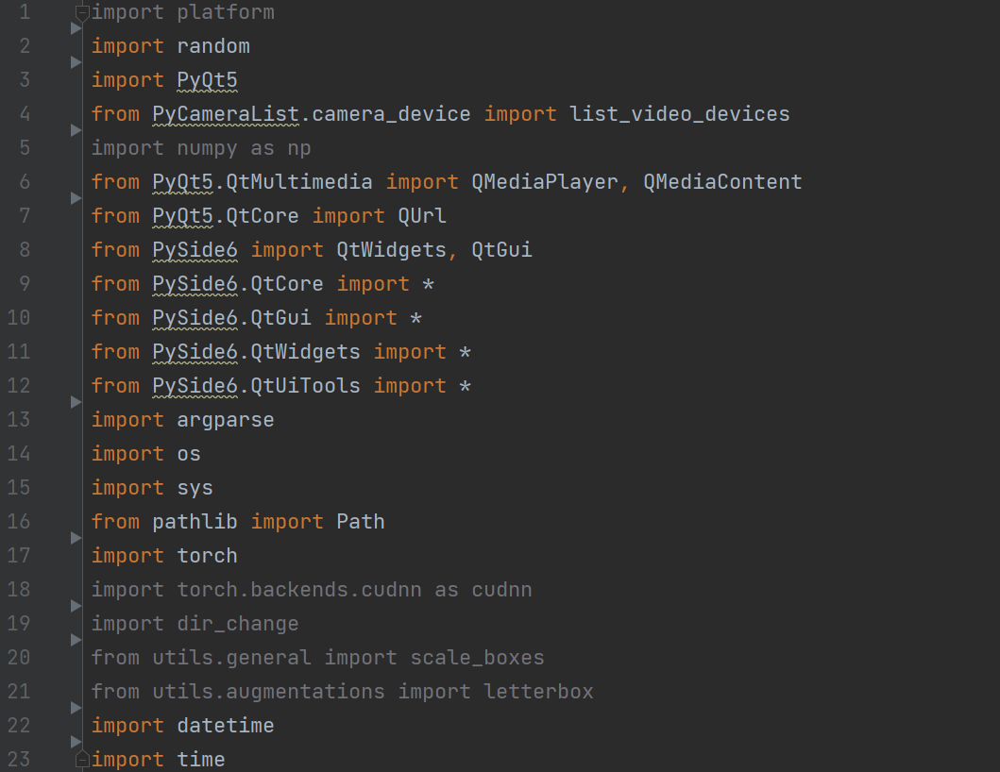 1 import platform
2 import random
3 import PyQt5
4 from PyCameraList.camera_device import list_video_devices
5 import numpy as np
6 from PyQt5.QtMultimedia import QMediaPlayer, QMediaContent
7 from PyQt5.QtCore import QUrl
8 from PySide6 import QtWidgets, QtGui
9 from PySide6.QtCore import *
10 from PySide6.QtGui import *
11 from PySide6.QtWidgets import *
12 from PySide6.QtUiTools import *
13 import argparse
14 import os
15 import sys
16 from pathlib import Path
17 import torch
18 import torch.backends.cudnn as cudnn
19 import dir_change
20 from utils.general import scale_boxes
21 from utils.augmentations import letterbox
22 import datetime
23 import time